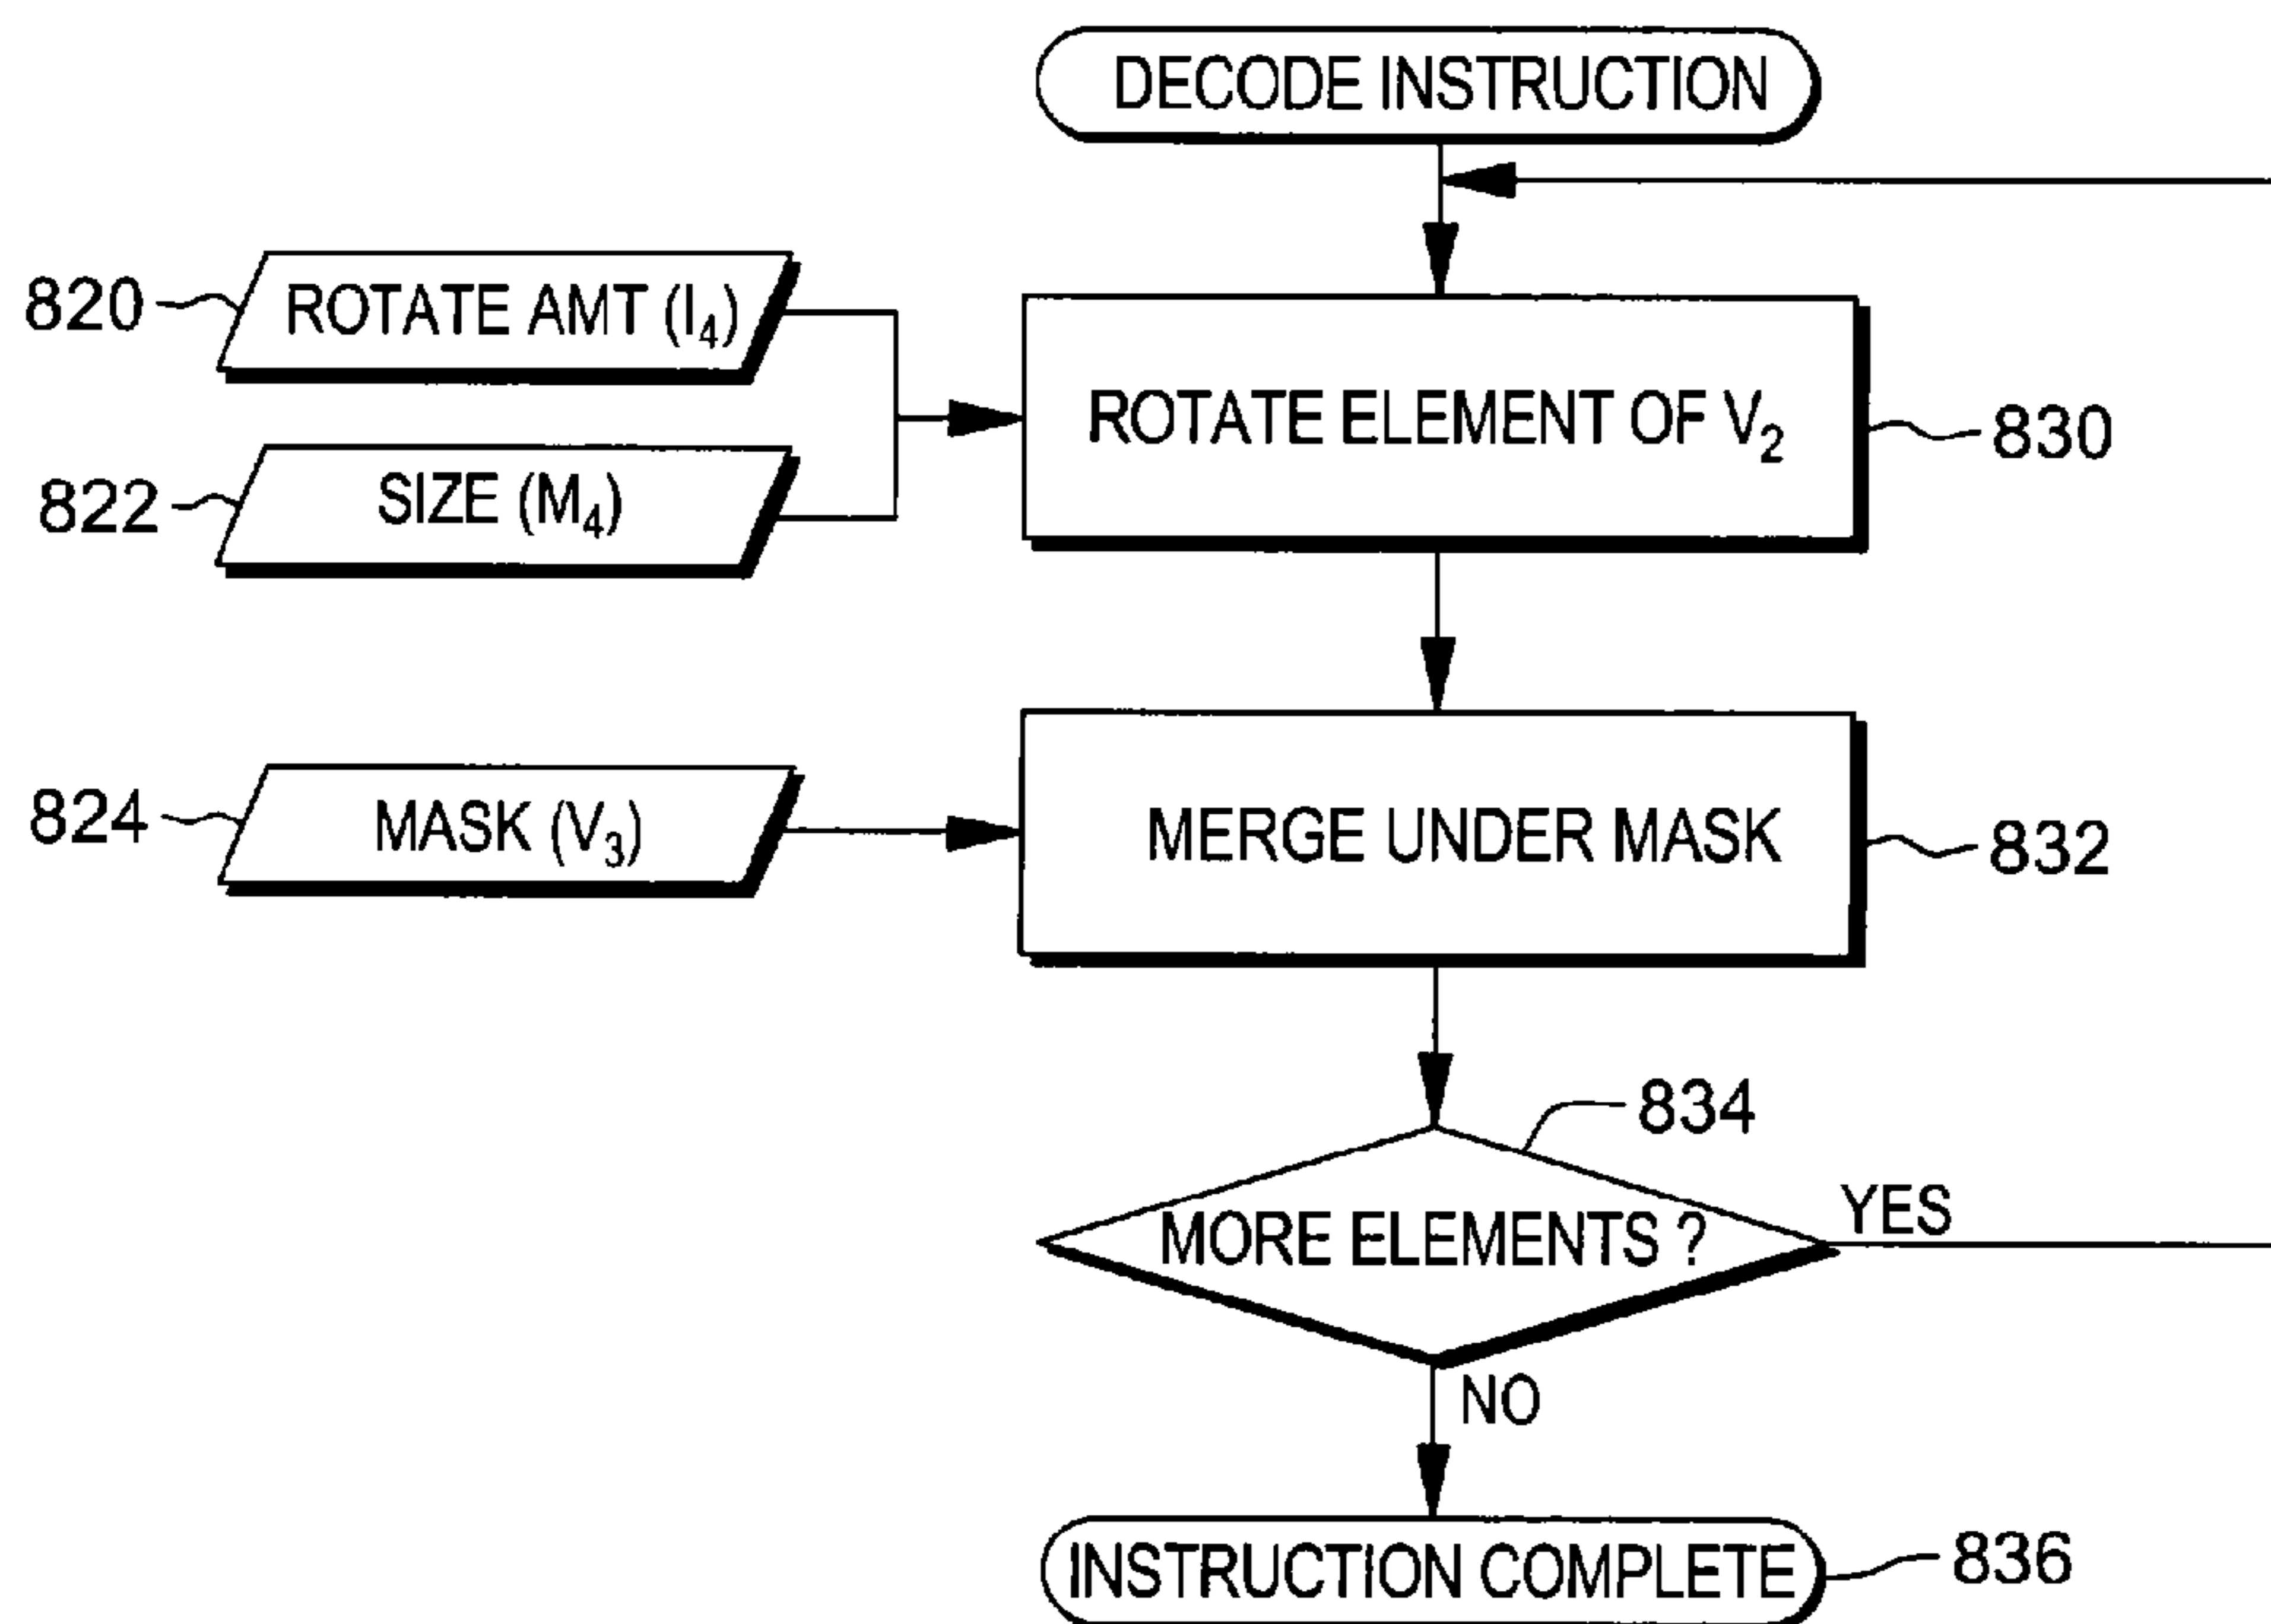 DECODE INSTRUCTION
820
ROTATE AMT (I₄)
822
SIZE (M₄)
ROTATE ELEMENT OF V₂
830
824
MASK (V₃)
MERGE UNDER MASK
832
834
MORE ELEMENTS ?
YES
NO
INSTRUCTION COMPLETE
836